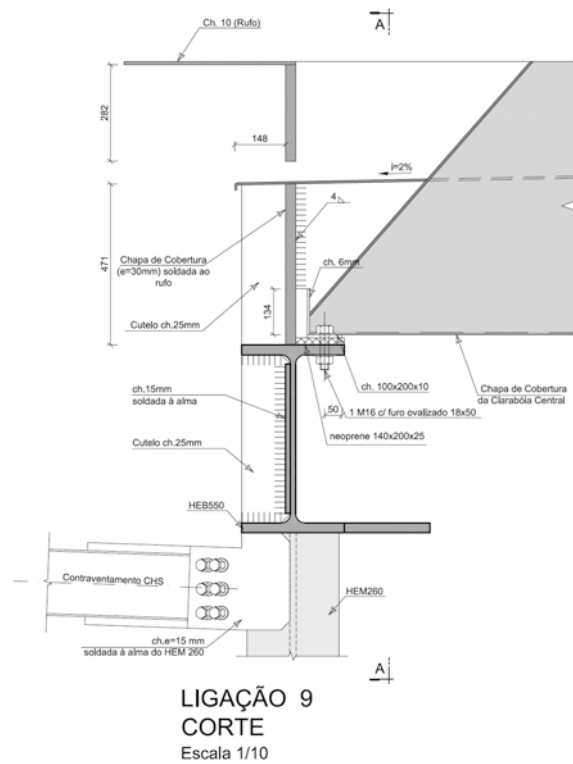 A
Ch. 10 (Rufo)
282
148
i=2%
4
471
Chapa de Cobertura
(e=30mm) soldada ao
rufo
ch. 6mm
134
Cutelo ch.25mm
ch. 100x200x10
Chapa de Cobertura
da Clarabóia Central
ch.15mm
soldada à alma
50
1 M16 c/ furo ovalizado 18x50
neoprene 140x200x25
Cutelo ch.25mm
HEB550
Contraventamento CHS
HEM260
ch.e=15 mm
soldada à alma do HEM 260
A
LIGAÇÃO 9
CORTE
Escala 1/10